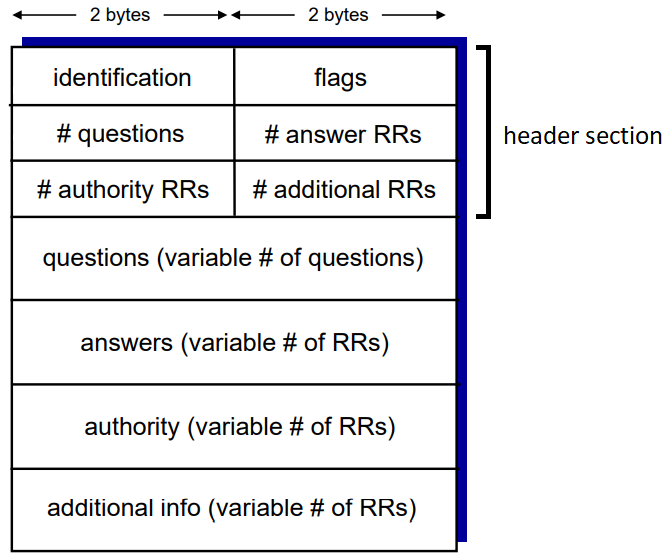 2 bytes 2 bytes
identification flags
# questions # answer RRs
header section
# authority RRs # additional RRs
questions (variable # of questions)
answers (variable # of RRs)
authority (variable # of RRs)
additional info (variable # of RRs)